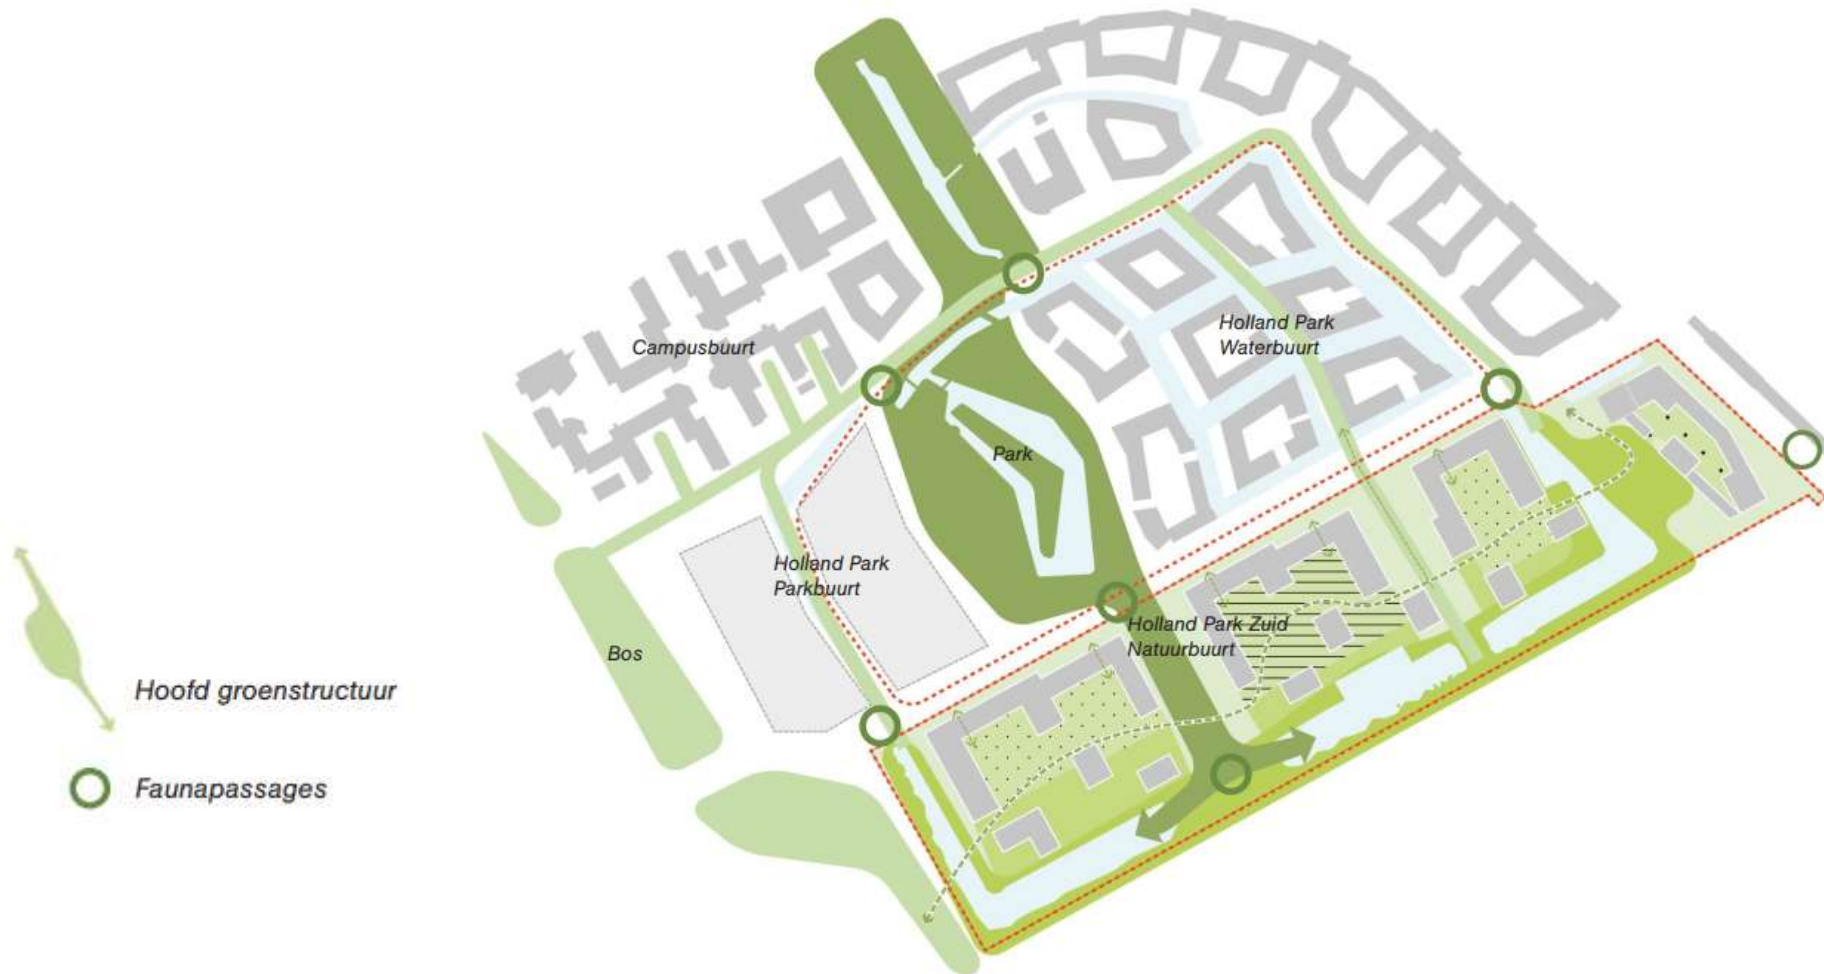 Campusbuurt
Holland Park
Waterbuurt
Park
Holland Park
Parkbuurt
Holland Park Zuid
Natuurbuurt
Bos
Hoofd groenstructuur
Faunapassages